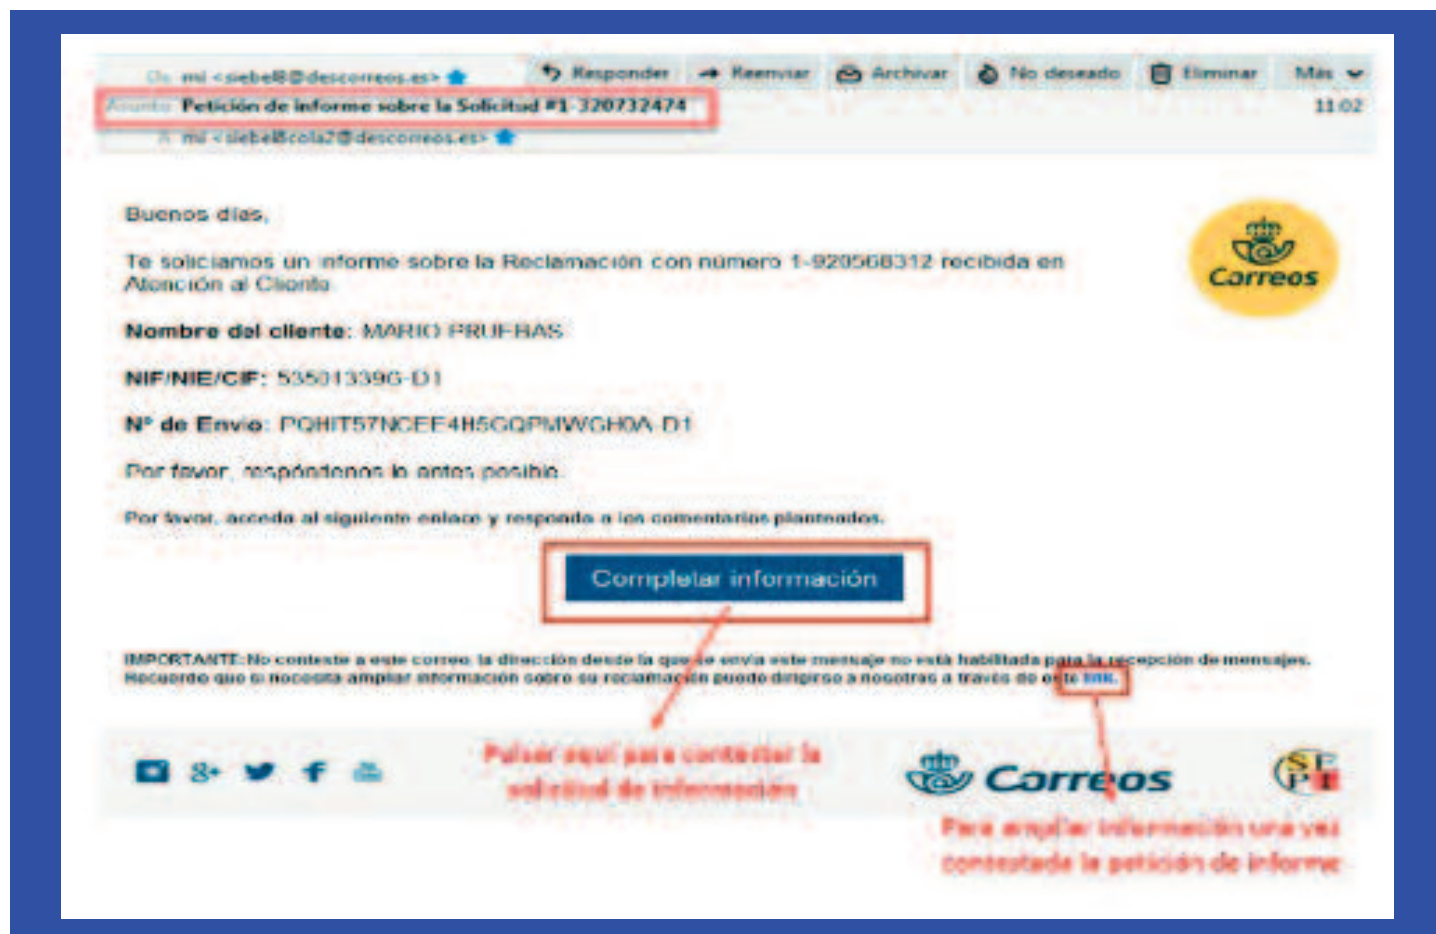 De mi <siebel8@descorreos.es>
Responder Reenviar Archivar No deseado Eliminar Más
Asunto Petición de informe sobre la Solicitud #1-320732474
11:02
A mi <siebel8cola2@descorreos.es>
Buenos días,
Te soliciamos un informe sobre la Reclamación con número 1-920568312 recibida en
Atención al Cliente.
Correos
Nombre del cliente: MARIO PRUEBAS
NIF/NIE/CIF: 53501339G-D1
Nº de Envío: PQHIT57NCEE4H5GQPMWGH0A-D1
Por favor, respóndenos lo antes posible.
Por favor, acceda al siguiente enlace y responda a los comentarios planteados.
Completar información
IMPORTANTE: No conteste a este correo, la dirección desde la que se envía este mensaje no está habilitada para la recepción de mensajes.
Recuerde que si necesita ampliar información sobre su reclamación puede dirigirse a nosotros a través de este link.
Pulsar aquí para contestar la
solicitud de información
Correos
Para ampliar información una vez
contestada la petición de informe